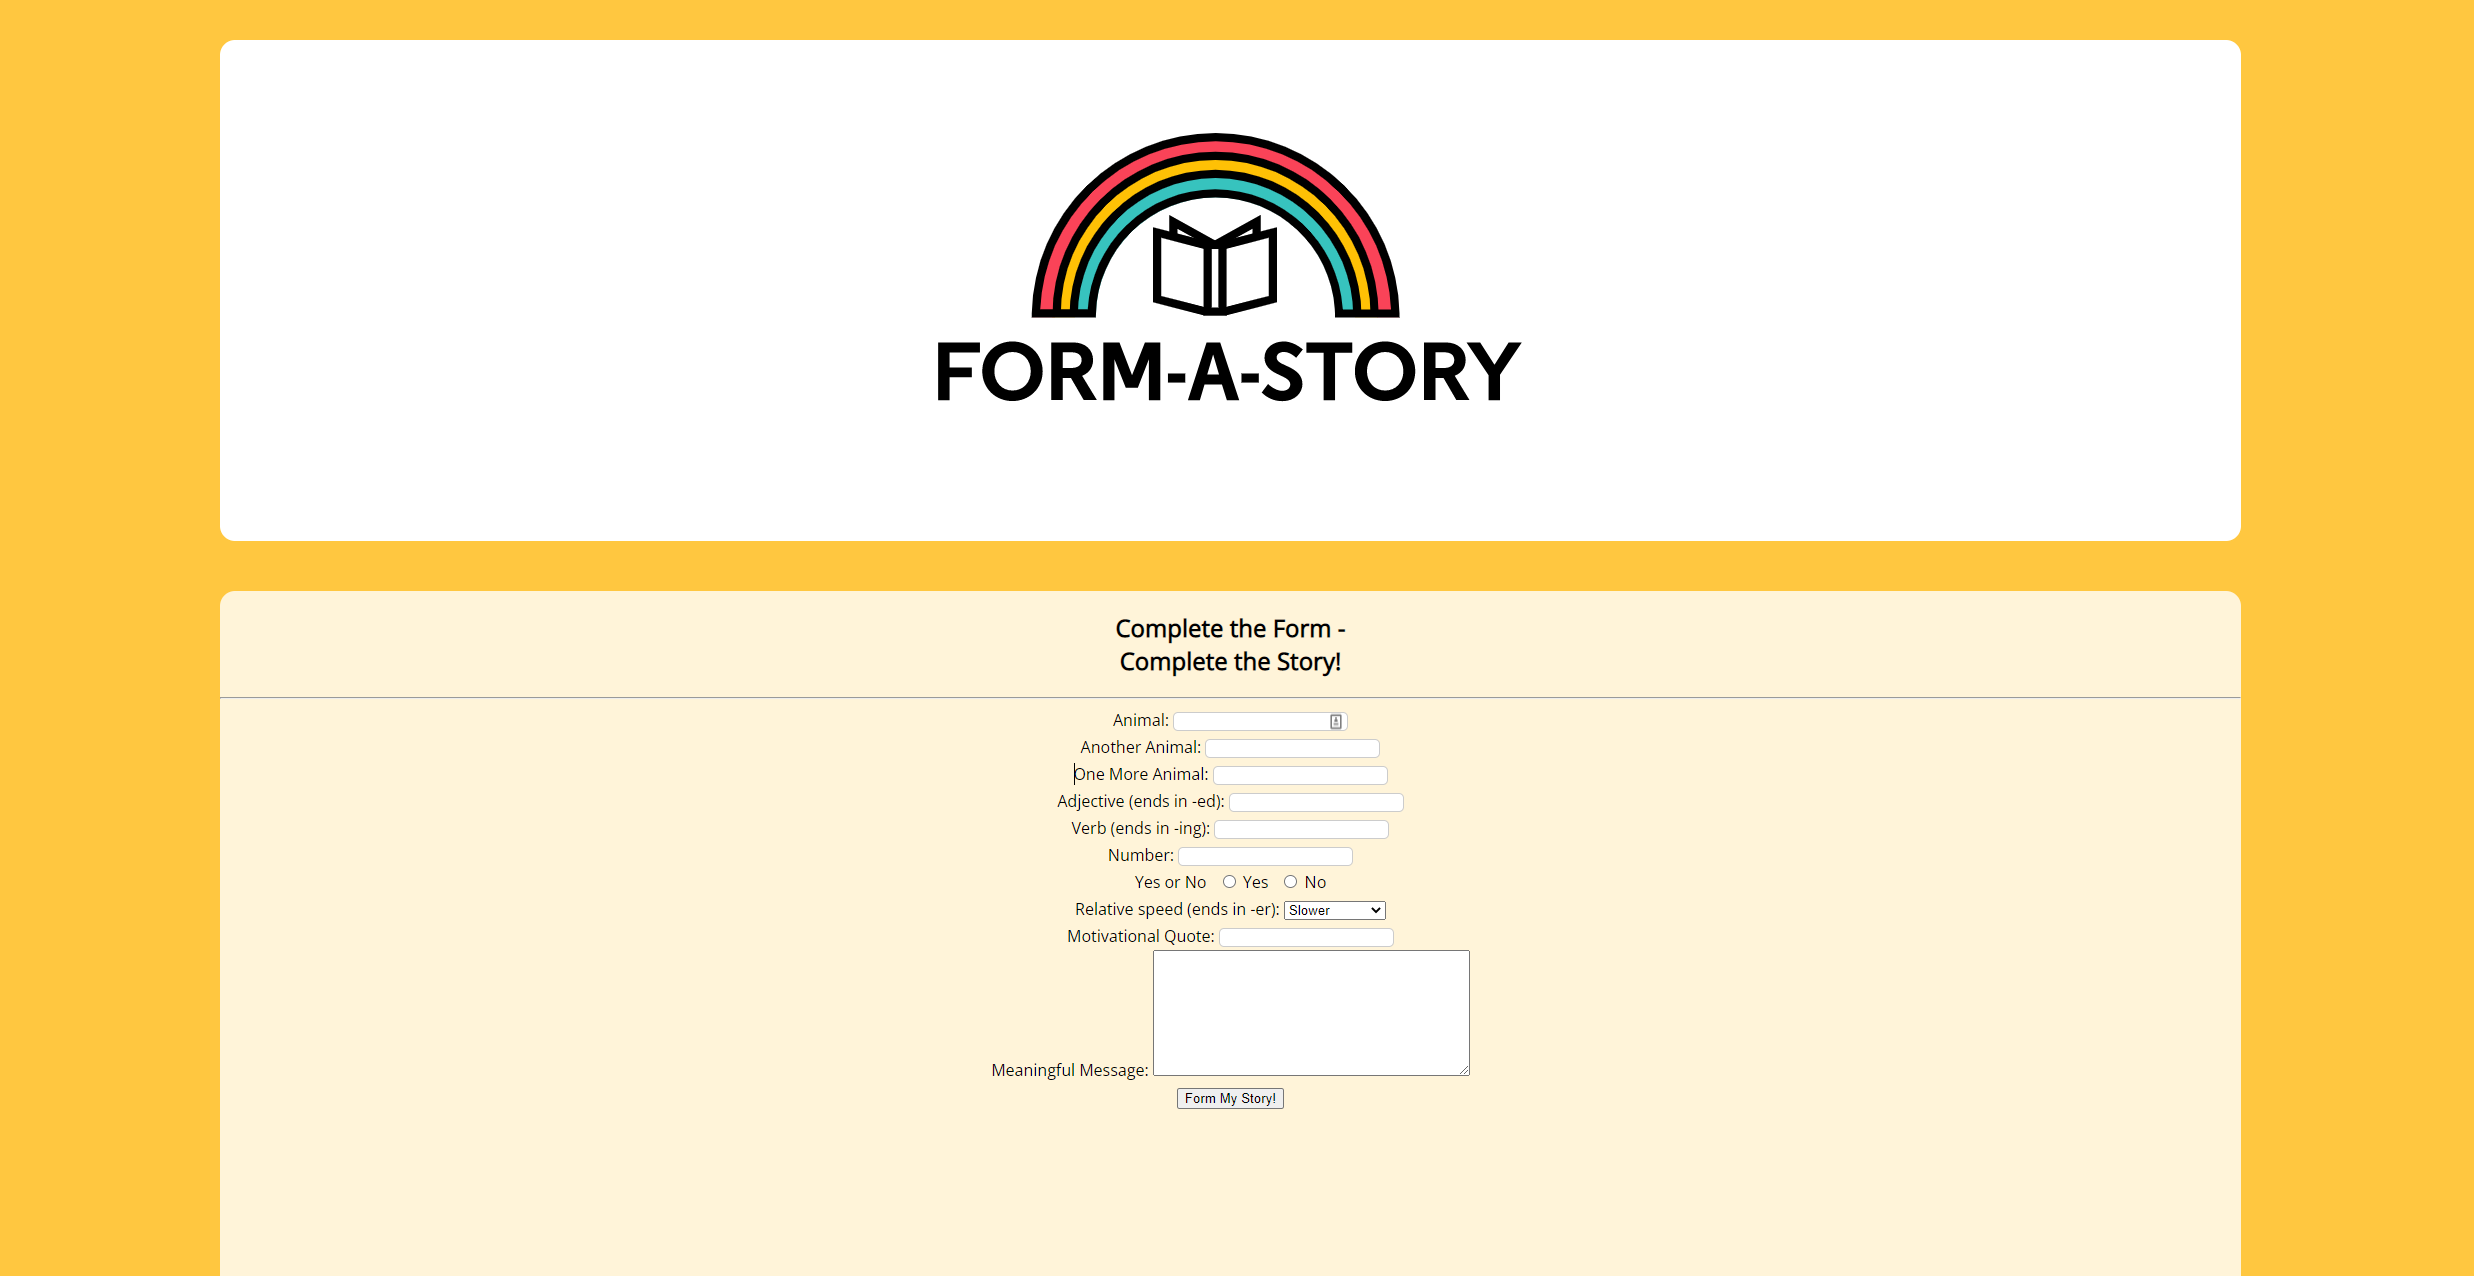 FORM-A-STORY
Complete the Form -
Complete the Story!
Animal:
Another Animal:
One More Animal:
Adjective (ends in -ed):
Verb (ends in -ing):
Number:
Yes or No Yes No
Relative speed (ends in -er): Slower
Motivational Quote:
Meaningful Message:
Form My Story!